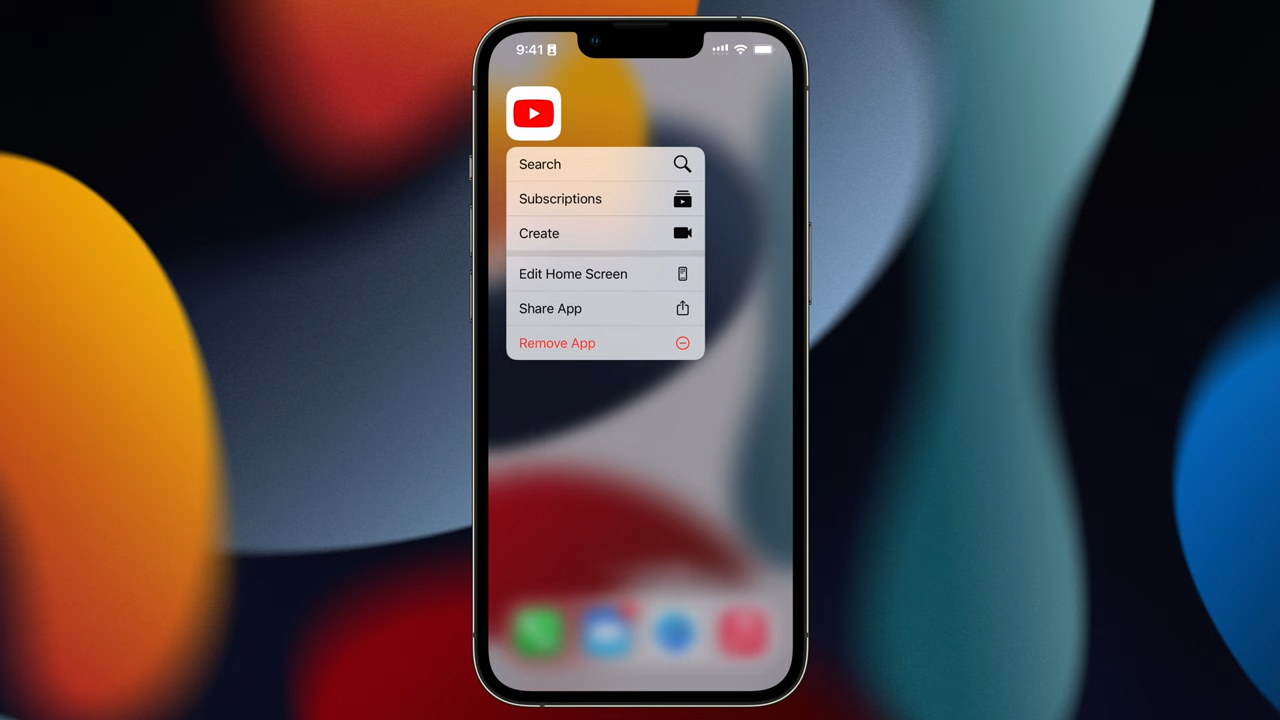 9:41
Search
Subscriptions
Create
Edit Home Screen
Share App
Remove App